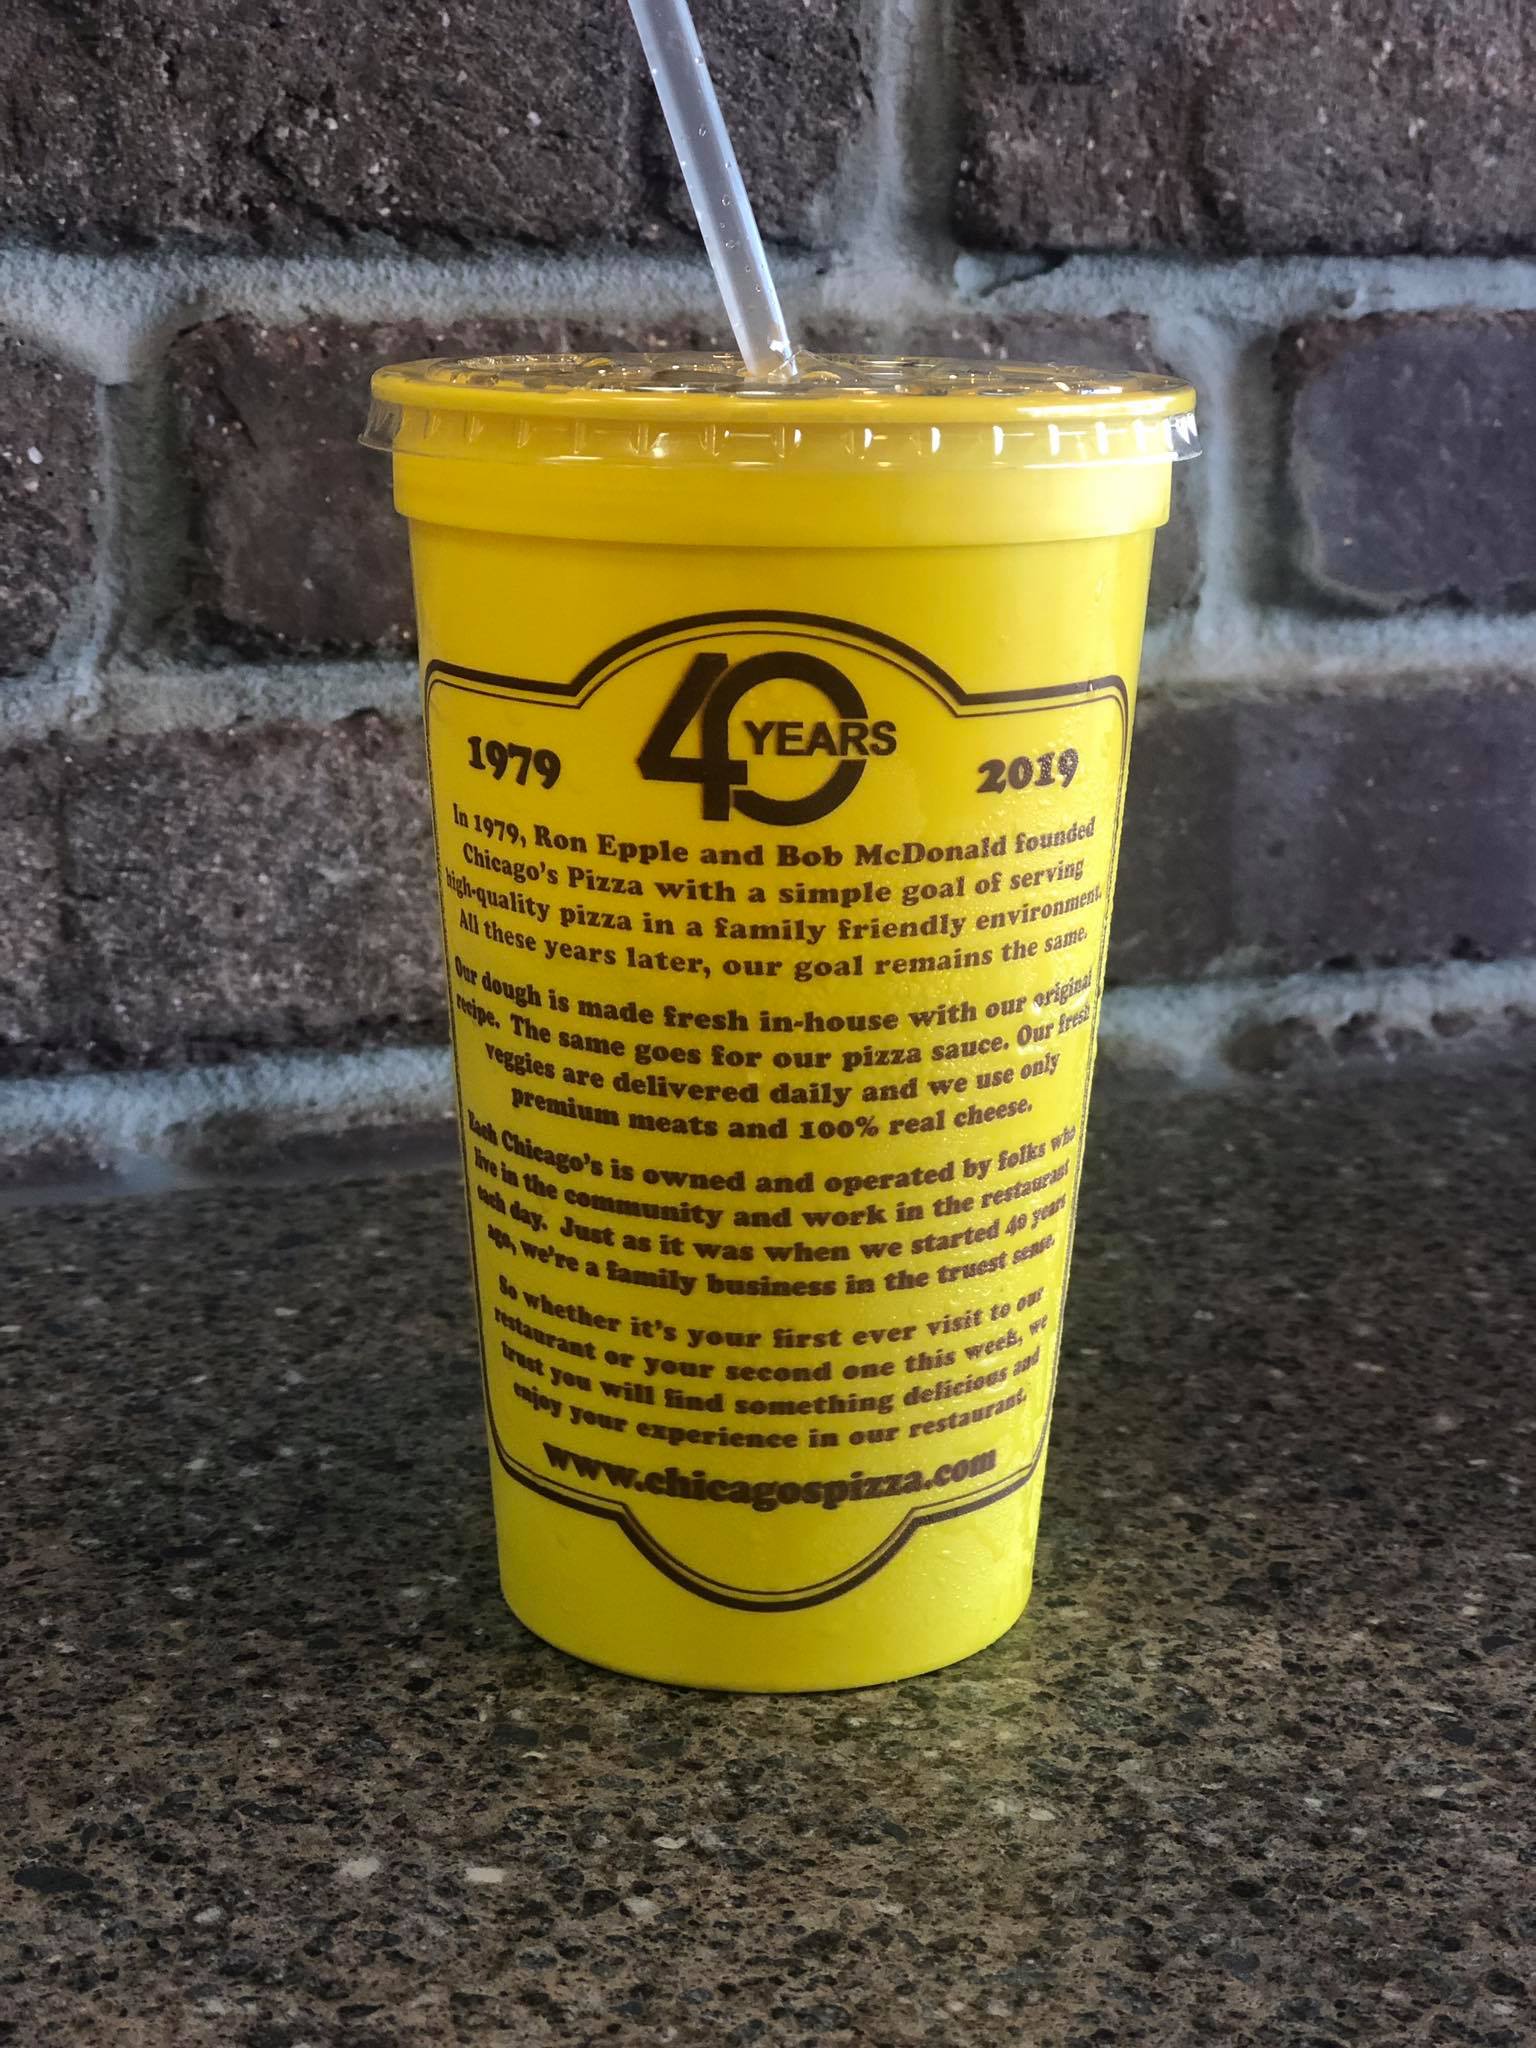 40 YEARS
1979
2019
In 1979, Ron Epple and Bob McDonald founded
Chicago's Pizza with a simple goal of serving
high-quality pizza in a family friendly environment.
All these years later, our goal remains the same.
Our dough is made fresh in-house with our original
recipe. The same goes for our pizza sauce. Our fresh
veggies are delivered daily and we use only
premium meats and 100% real cheese.
Each Chicago's is owned and operated by folks who
live in the community and work in the restaurant
each day. Just as it was when we started 40 years
ago, we're a family business in the truest sense.
So whether it's your first ever visit to our
restaurant or your second one this week, we
trust you will find something delicious and
enjoy your experience in our restaurant.
www.chicagospizza.com